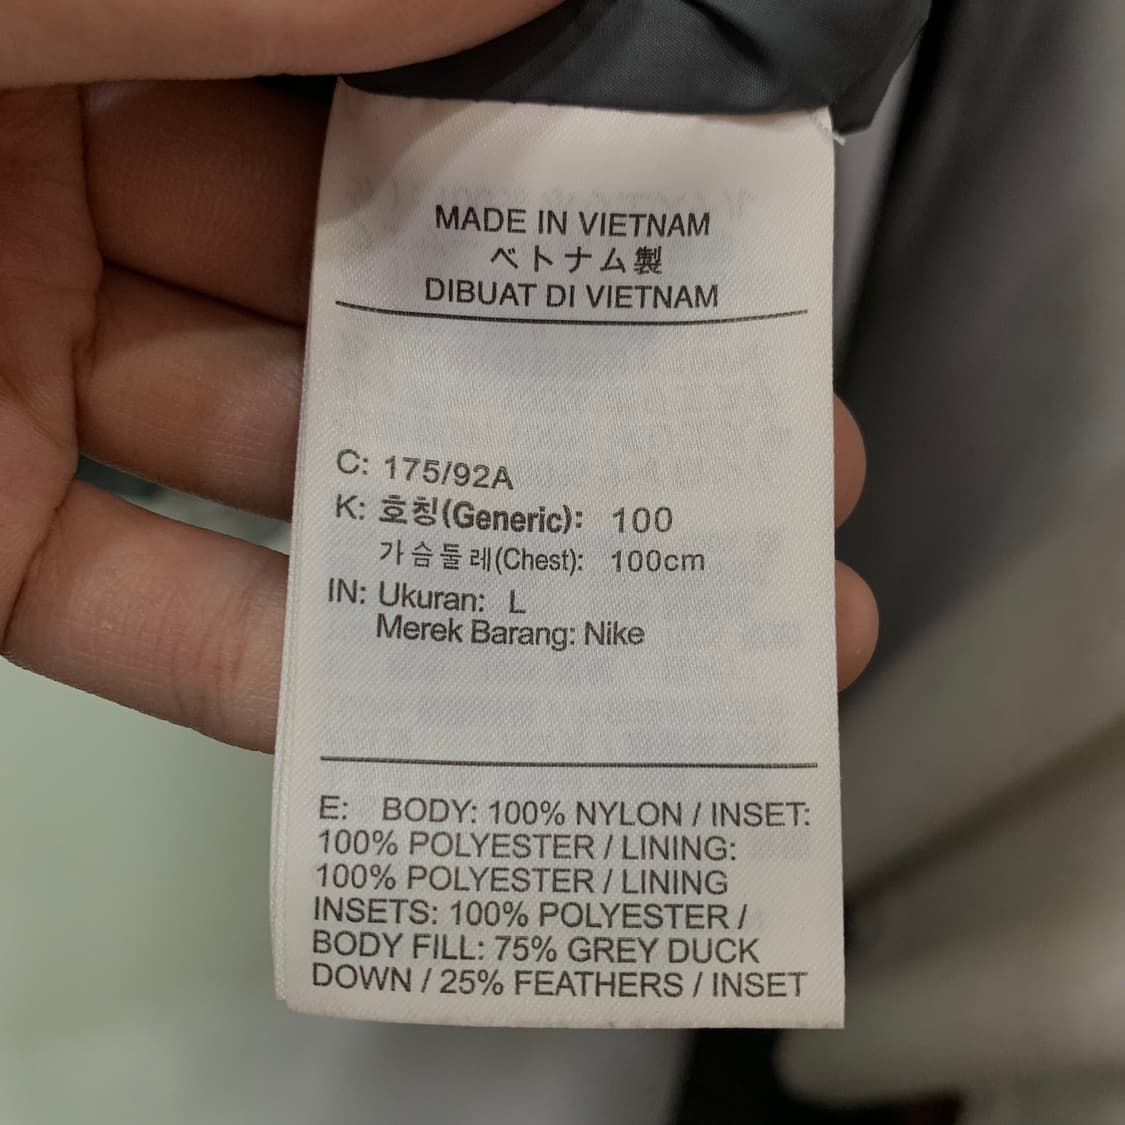 MADE IN VIETNAM
ベトナム製
DIBUAT DI VIETNAM
C: 175/92A
K: 호칭(Generic): 100
가슴둘레(Chest): 100cm
IN: Ukuran: L
Merek Barang: Nike
E: BODY: 100% NYLON / INSET:
100% POLYESTER / LINING:
100% POLYESTER / LINING
INSETS: 100% POLYESTER /
BODY FILL: 75% GREY DUCK
DOWN / 25% FEATHERS / INSET